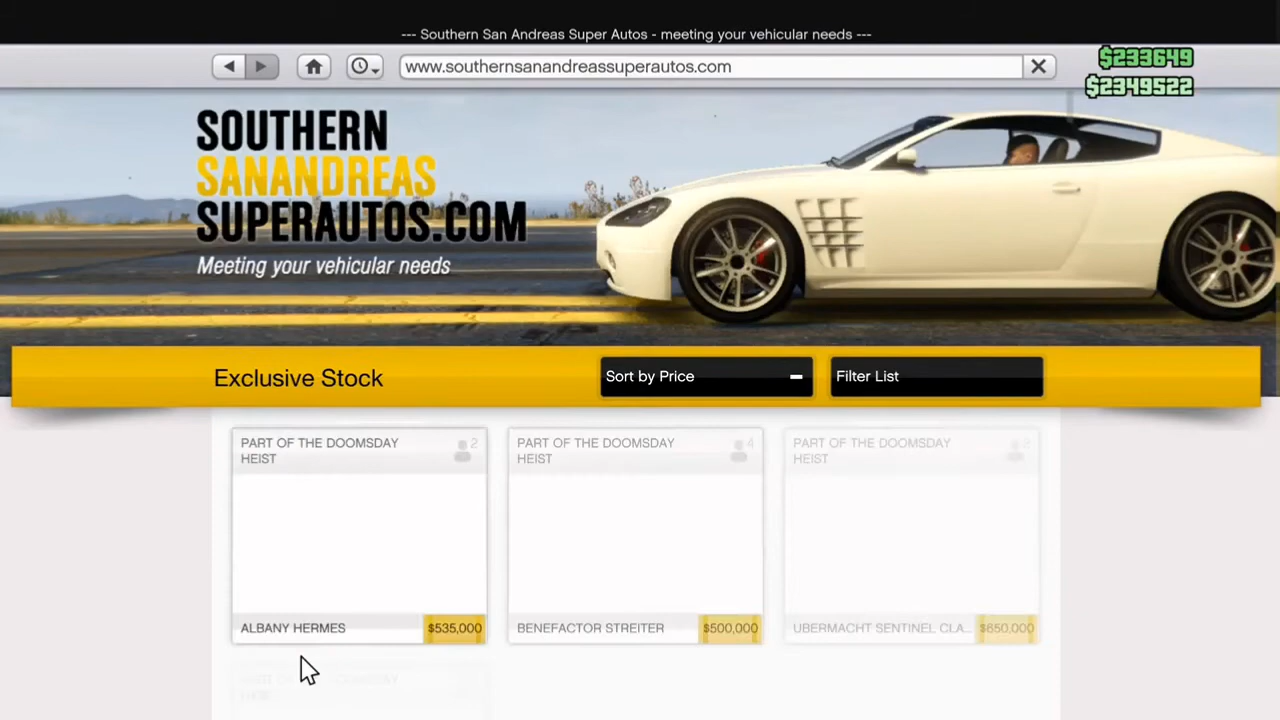 --- Southern San Andreas Super Autos - meeting your vehicular needs ---
www.southernsanandreassuperautos.com
$233649
$2349522
SOUTHERN
SANANDREAS
SUPERAUTOS.COM
Meeting your vehicular needs
Exclusive Stock
Sort by Price
Filter List
PART OF THE DOOMSDAY
HEIST
2
PART OF THE DOOMSDAY
HEIST
4
PART OF THE DOOMSDAY
HEIST
2
ALBANY HERMES
$535,000
BENEFACTOR STREITER
$500,000
UBERMACHT SENTINEL CLA...
$650,000